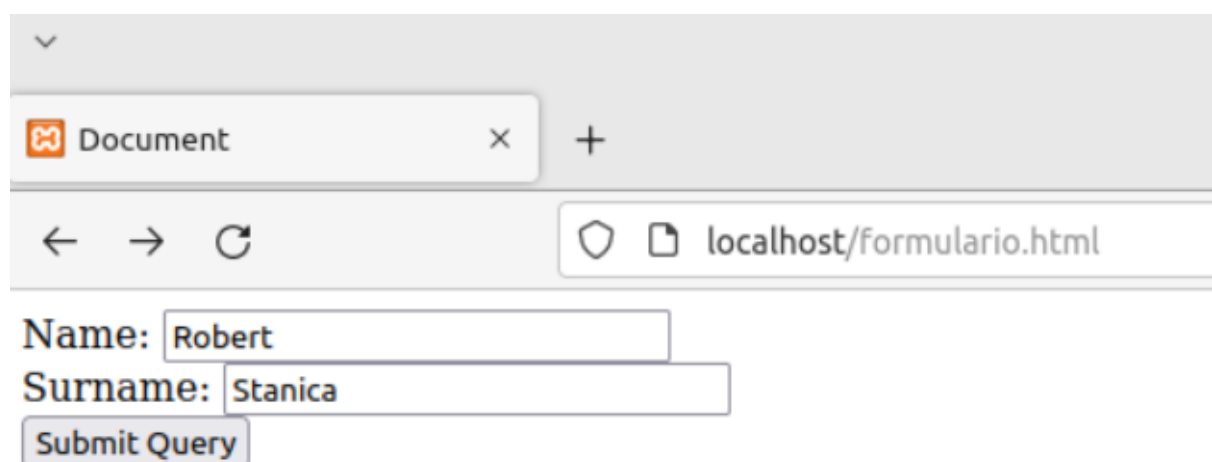 Document
localhost/formulario.html
Name: Robert
Surname: Stanica
Submit Query